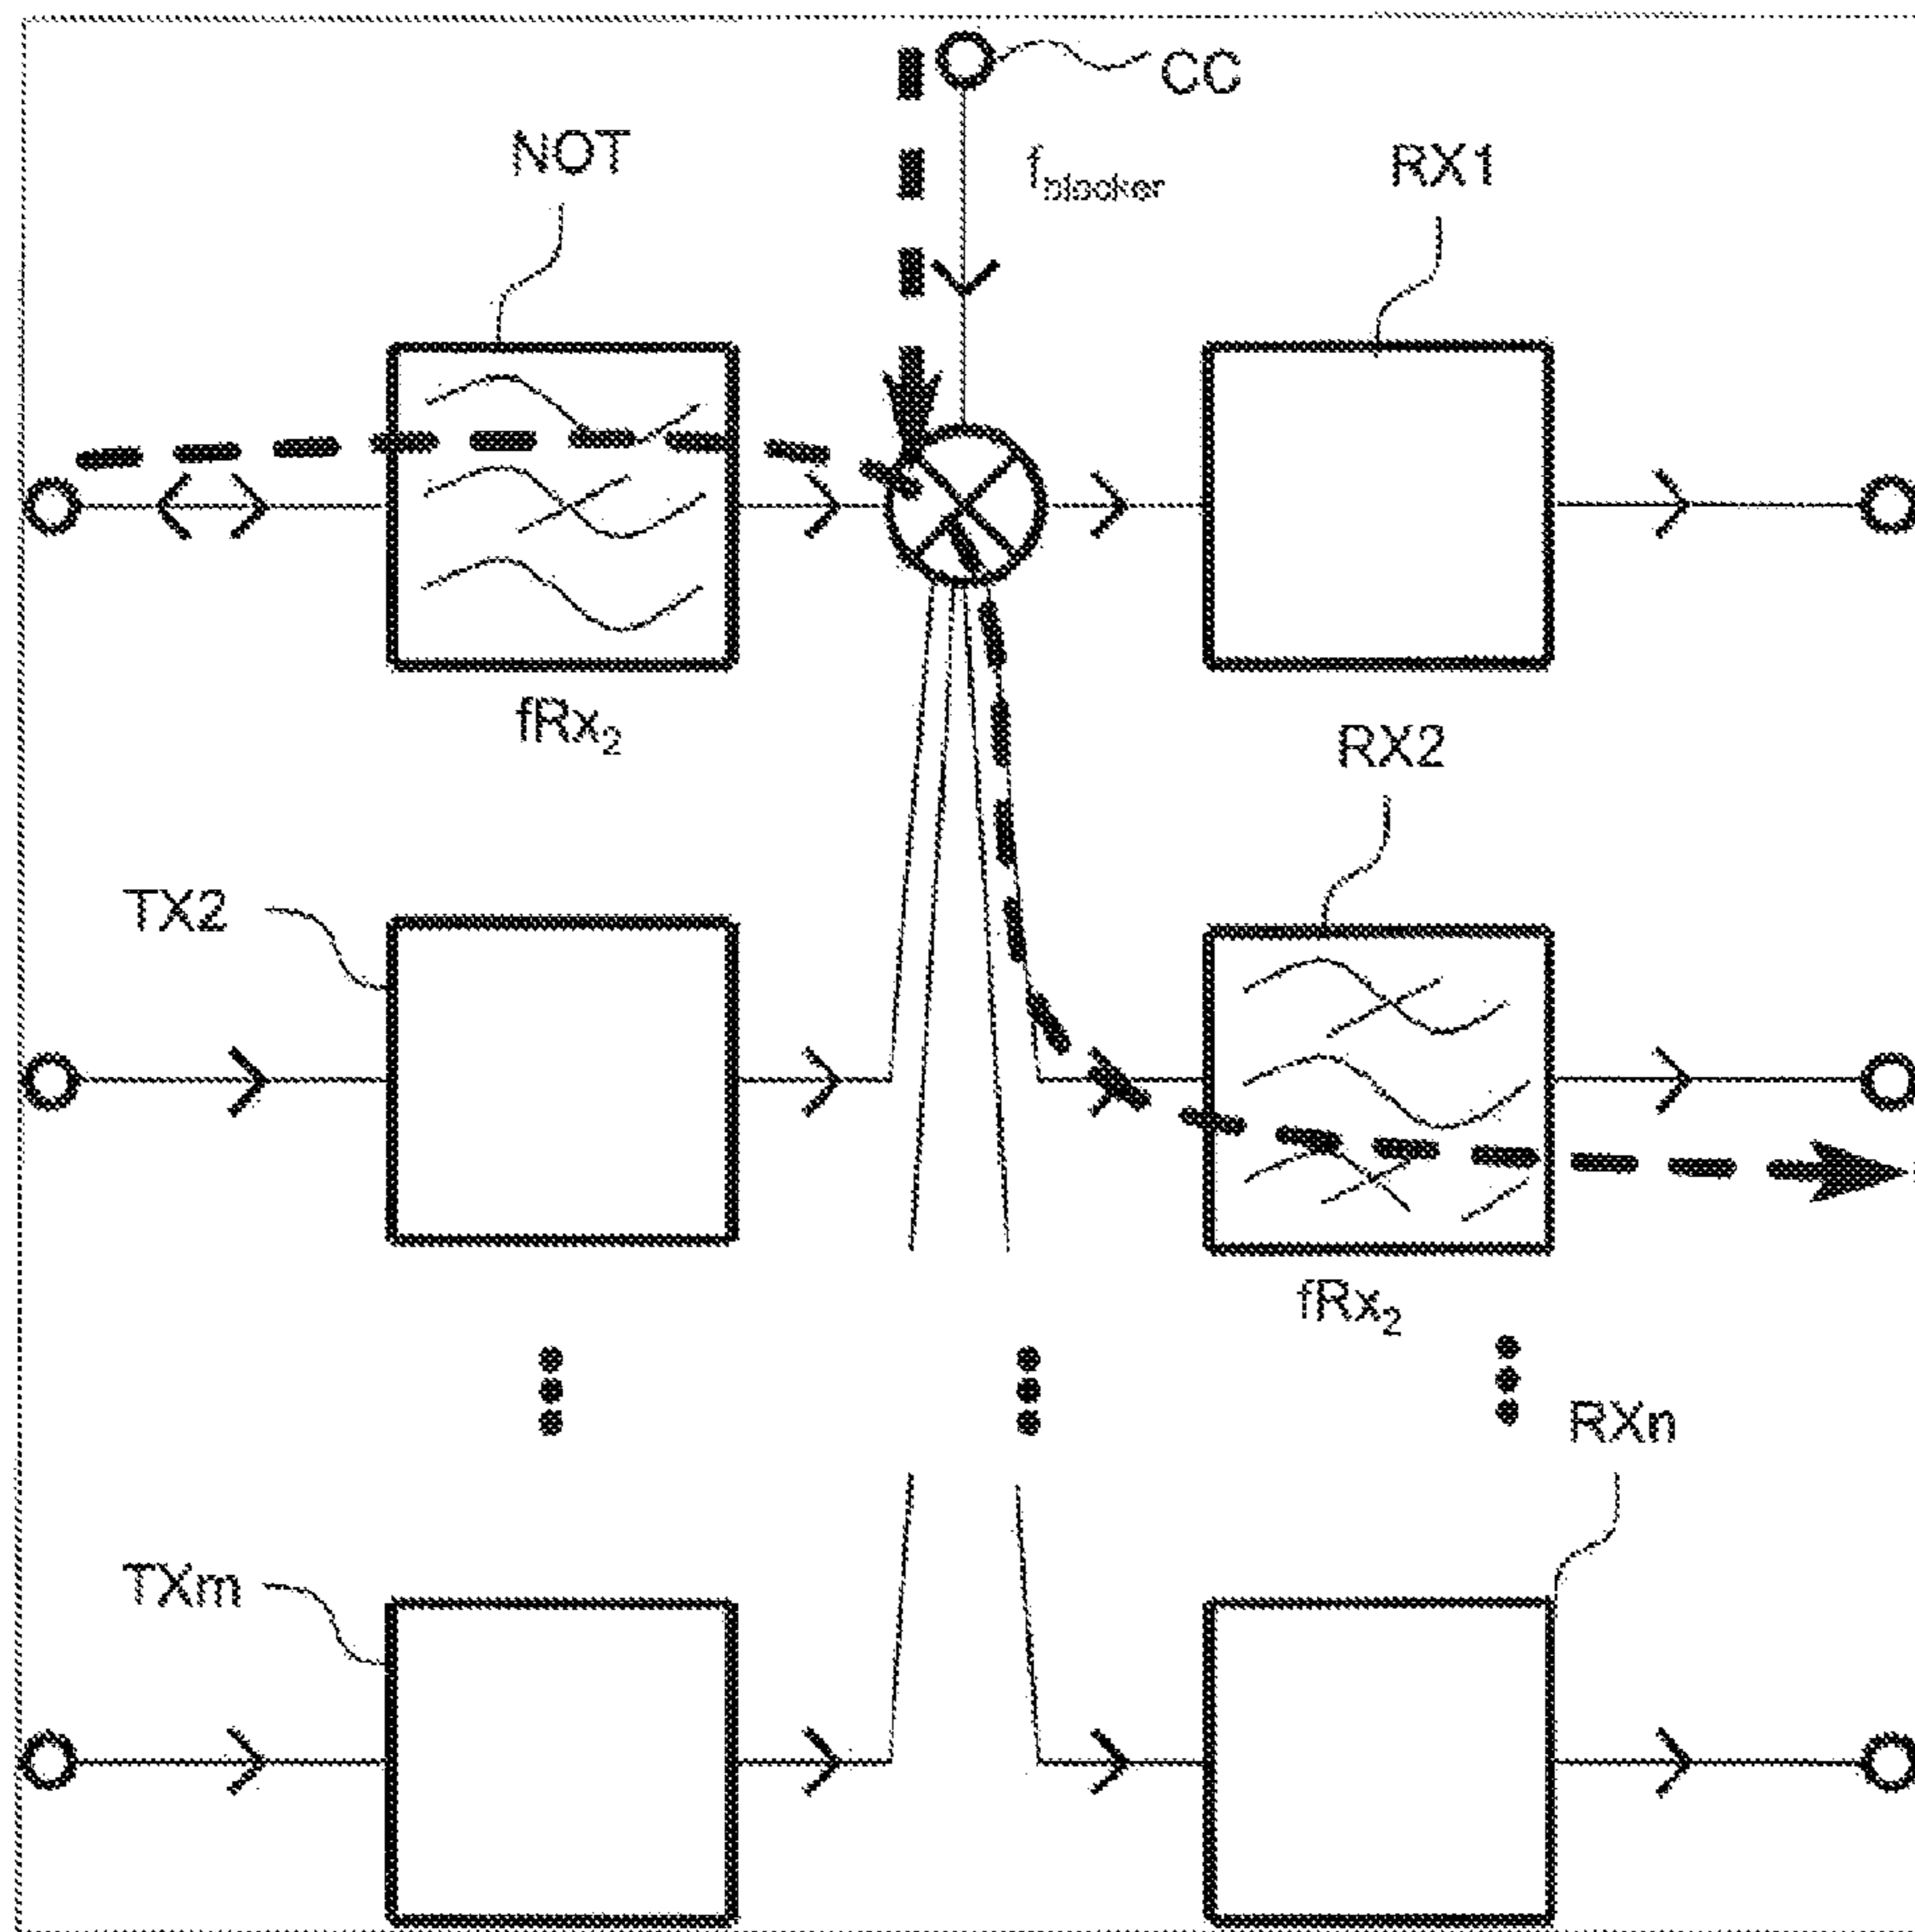 CC
NOT
f_blocker
RX1
fRx₂
RX2
TX2
fRx₂
RXn
TXm